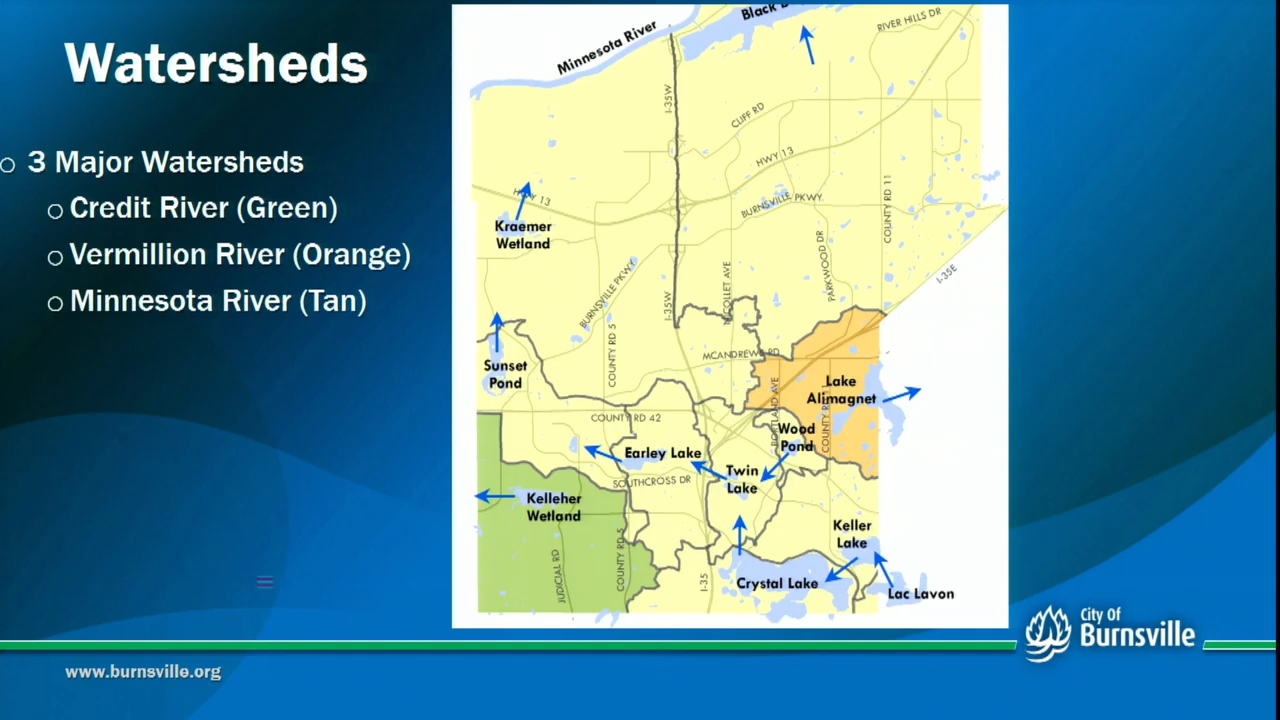 Watersheds
3 Major Watersheds
Credit River (Green)
Vermillion River (Orange)
Minnesota River (Tan)
Minnesota River
Black
RIVER HILLS DR
I-35W
CLIFF RD
HWY 13
HWY 13
BURNSVILLE PKWY
COUNTY RD 11
Kraemer
Wetland
PARKWOOD DR
I-35E
BURNSVILLE PKWY
I-35W
NICOLLET AVE
COUNTY RD 5
MCANDREWS RD
Sunset
Pond
Lake
Alimagnet
PORTLAND AVE
COUNTY RD 11
COUNTY RD 42
Wood
Pond
Earley Lake
Twin
Lake
SOUTHCROSS DR
Kelleher
Wetland
Keller
Lake
JUDICIAL RD
COUNTY RD 5
I-35
Crystal Lake
Lac Lavon
City Of
Burnsville
www.burnsville.org